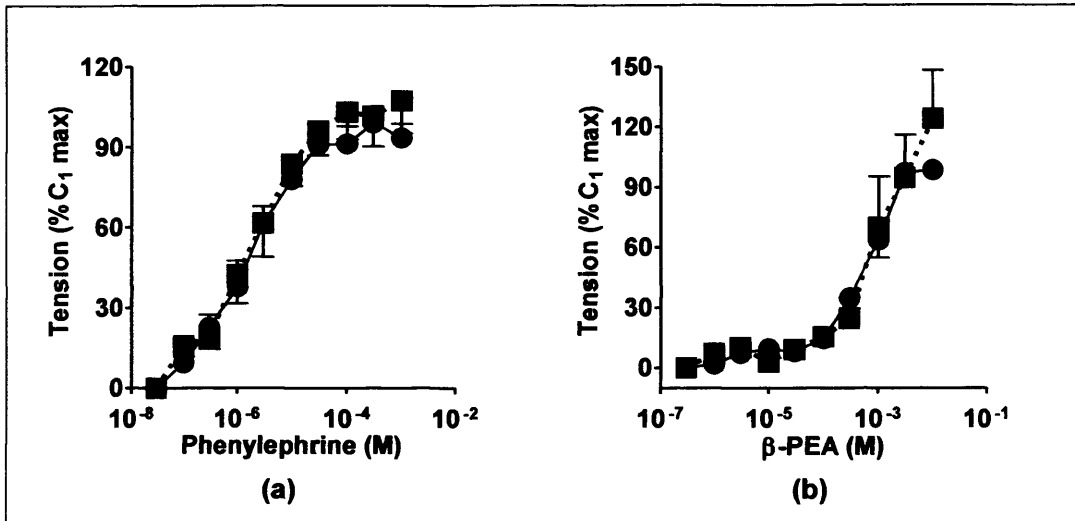 120
90
60
30
0
Tension (% C₁ max)
10⁻⁸ 10⁻⁶ 10⁻⁴ 10⁻²
Phenylephrine (M)
(a)
150
120
90
60
30
0
Tension (% C₁ max)
10⁻⁷ 10⁻⁵ 10⁻³ 10⁻¹
β-PEA (M)
(b)